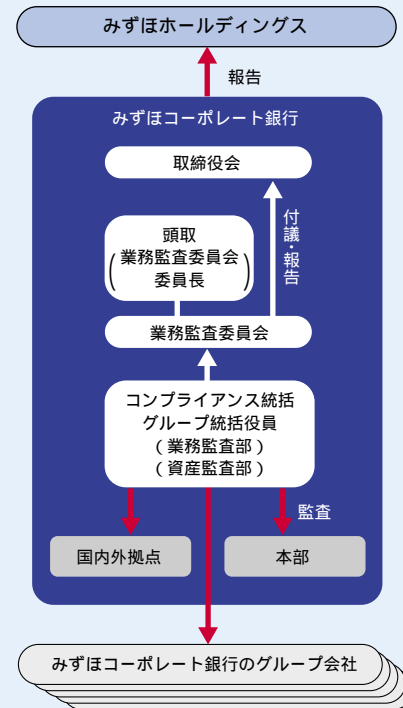 みずほホールディングス
報告
みずほコーポレート銀行
取締役会
付議・報告
頭取
(業務監査委員会
委員長)
業務監査委員会
コンプライアンス統括
グループ統括役員
(業務監査部)
(資産監査部)
監査
国内外拠点
本部
みずほコーポレート銀行のグループ会社